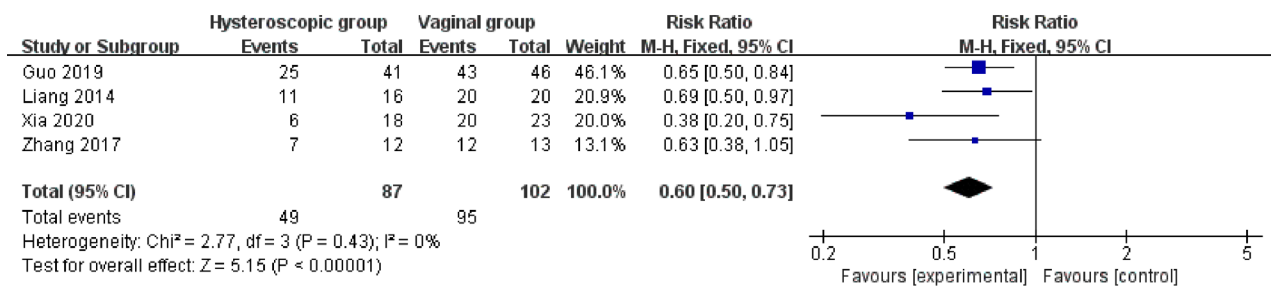 Hysteroscopic group Vaginal group Risk Ratio Risk Ratio
Study or Subgroup Events Total Events Total Weight M-H, Fixed, 95% CI M-H, Fixed, 95% CI
Guo 2019 25 41 43 46 46.1% 0.65 [0.50, 0.84]
Liang 2014 11 16 20 20 20.9% 0.69 [0.50, 0.97]
Xia 2020 6 18 20 23 20.0% 0.38 [0.20, 0.75]
Zhang 2017 7 12 12 13 13.1% 0.63 [0.38, 1.05]
Total (95% CI) 87 102 100.0% 0.60 [0.50, 0.73]
Total events 49 95
Heterogeneity: Chi² = 2.77, df = 3 (P = 0.43); I² = 0%
Test for overall effect: Z = 5.15 (P < 0.00001)
0.2 0.5 1 2 5
Favours [experimental] Favours [control]